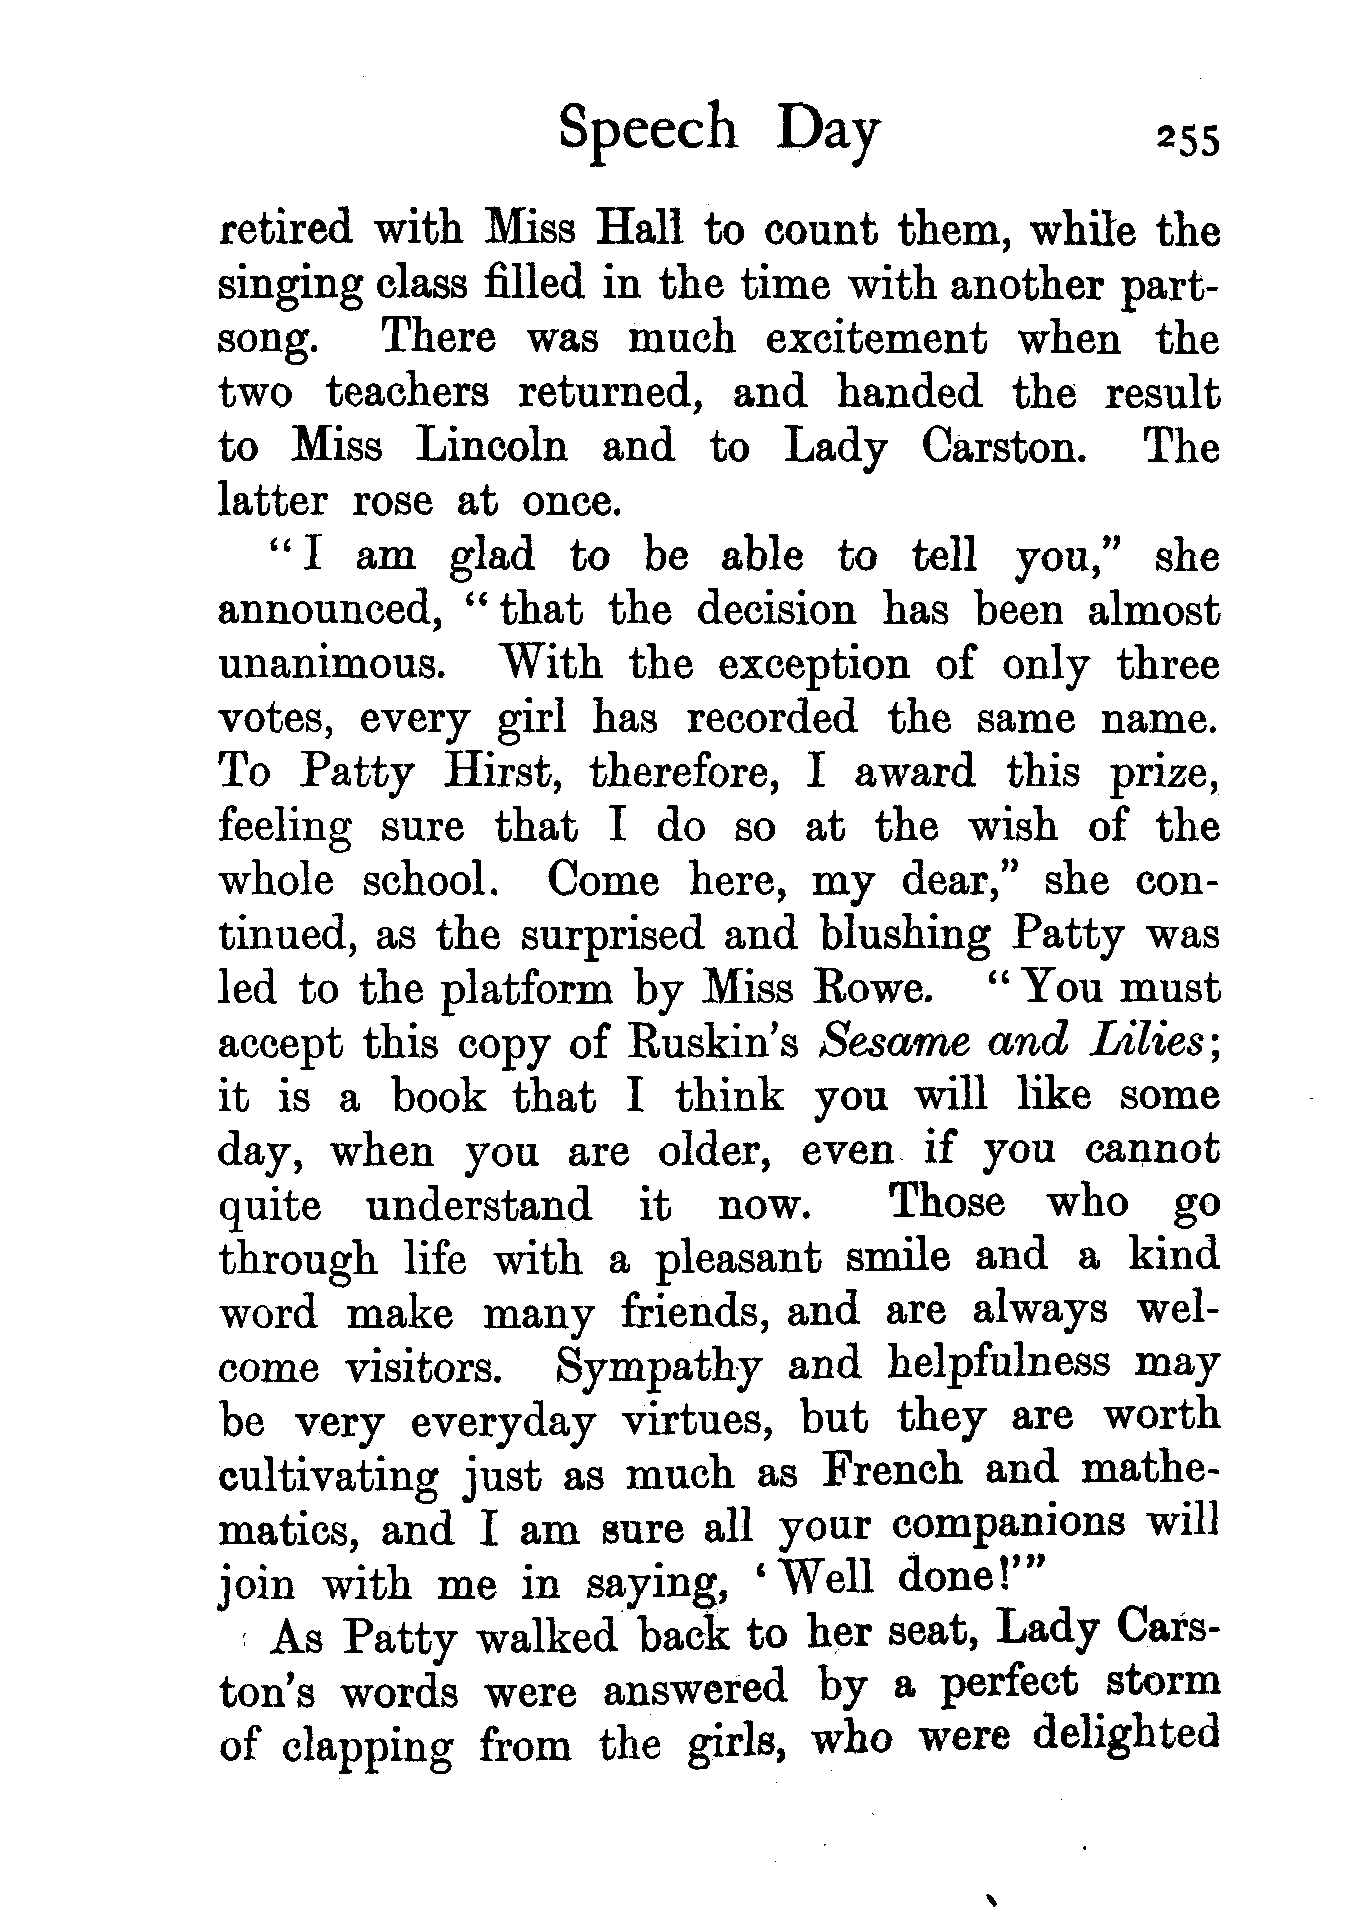 Speech Day 255
retired with Miss Hall to count them, while the
singing class filled in the time with another part-
song. There was much excitement when the
two teachers returned, and handed the result
to Miss Lincoln and to Lady Carston. The
latter rose at once.
"I am glad to be able to tell you," she
announced, "that the decision has been almost
unanimous. With the exception of only three
votes, every girl has recorded the same name.
To Patty Hirst, therefore, I award this prize,
feeling sure that I do so at the wish of the
whole school. Come here, my dear," she con-
tinued, as the surprised and blushing Patty was
led to the platform by Miss Rowe. "You must
accept this copy of Ruskin's Sesame and Lilies;
it is a book that I think you will like some
day, when you are older, even if you cannot
quite understand it now. Those who go
through life with a pleasant smile and a kind
word make many friends, and are always wel-
come visitors. Sympathy and helpfulness may
be very everyday virtues, but they are worth
cultivating just as much as French and mathe-
matics, and I am sure all your companions will
join with me in saying, 'Well done!'"
As Patty walked back to her seat, Lady Cars-
ton's words were answered by a perfect storm
of clapping from the girls, who were delighted